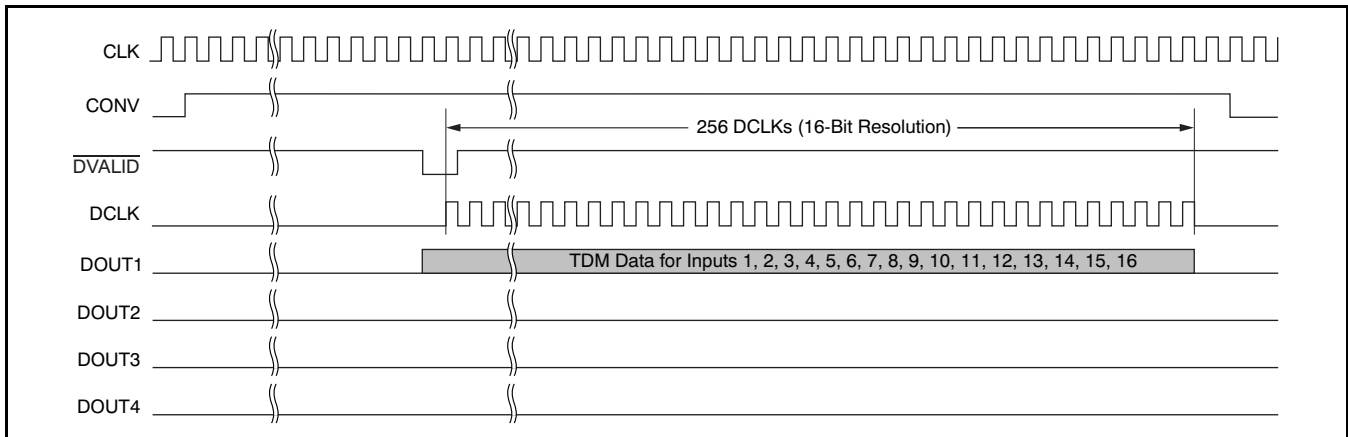 CLK
CONV
256 DCLKs (16-Bit Resolution)
DVALID
DCLK
DOUT1
TDM Data for Inputs 1, 2, 3, 4, 5, 6, 7, 8, 9, 10, 11, 12, 13, 14, 15, 16
DOUT2
DOUT3
DOUT4